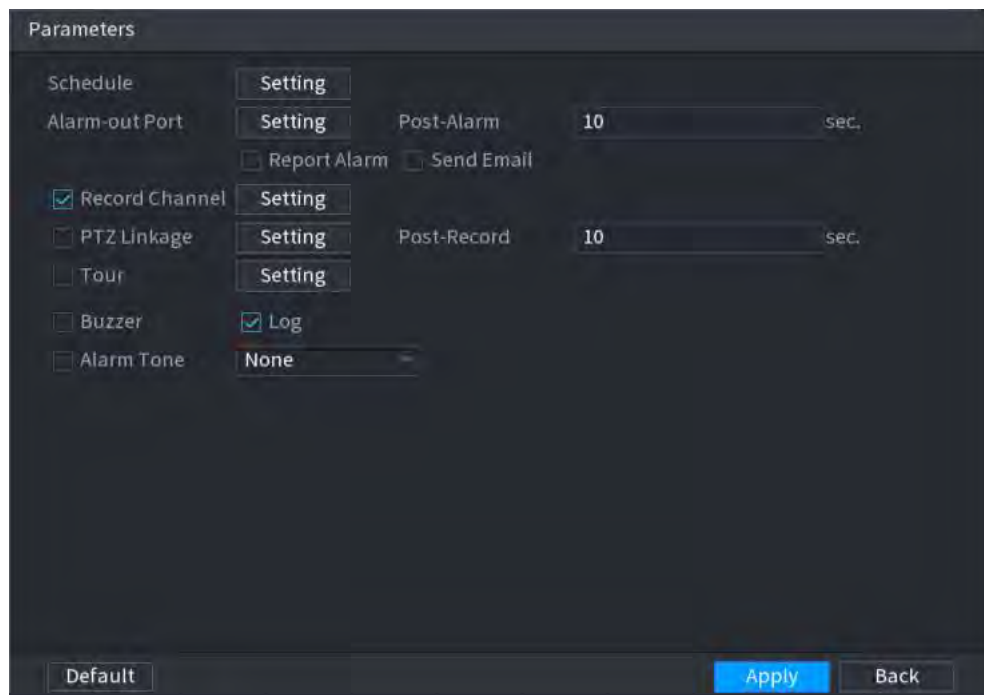 Parameters
Schedule Setting
Alarm-out Port Setting Post-Alarm 10 sec.
Report Alarm Send Email
Record Channel Setting
PTZ Linkage Setting Post-Record 10 sec.
Tour Setting
Buzzer Log
Alarm Tone None
Default Apply Back